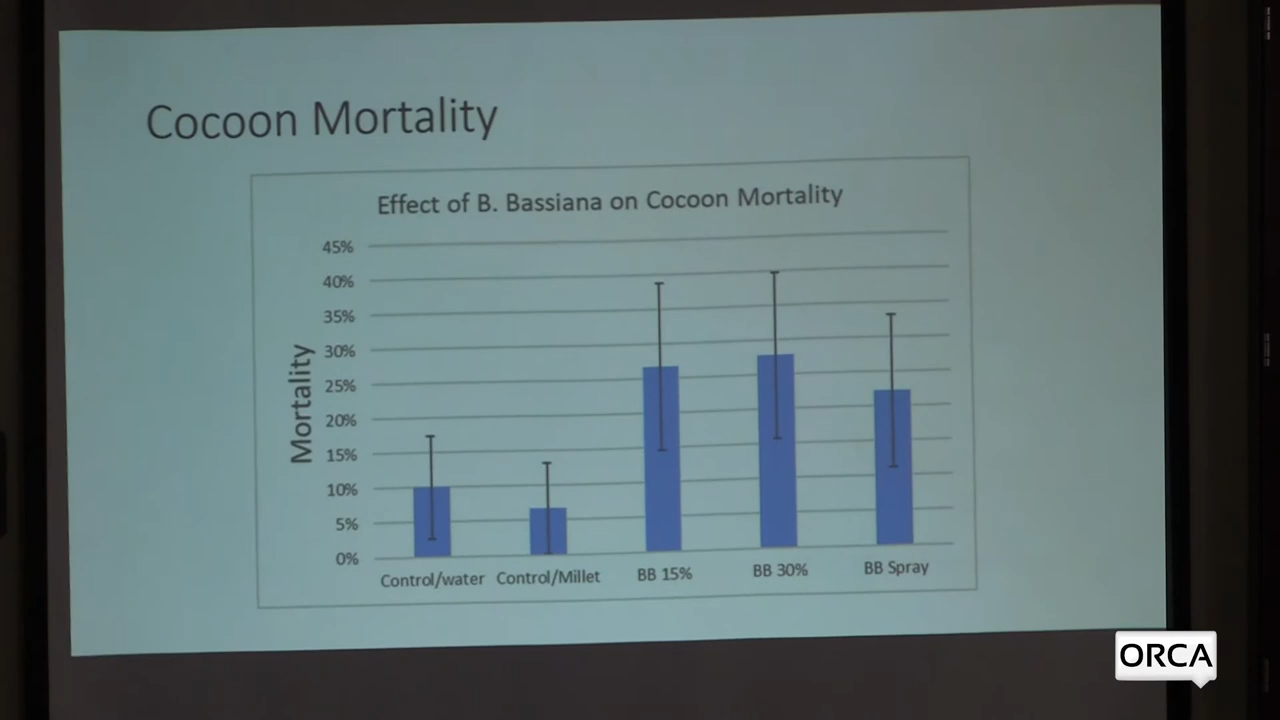 Cocoon Mortality
Effect of B. Bassiana on Cocoon Mortality
45%
40%
35%
30%
25%
20%
15%
10%
5%
0%
Mortality
Control/water
Control/Millet
BB 15%
BB 30%
BB Spray
ORCA